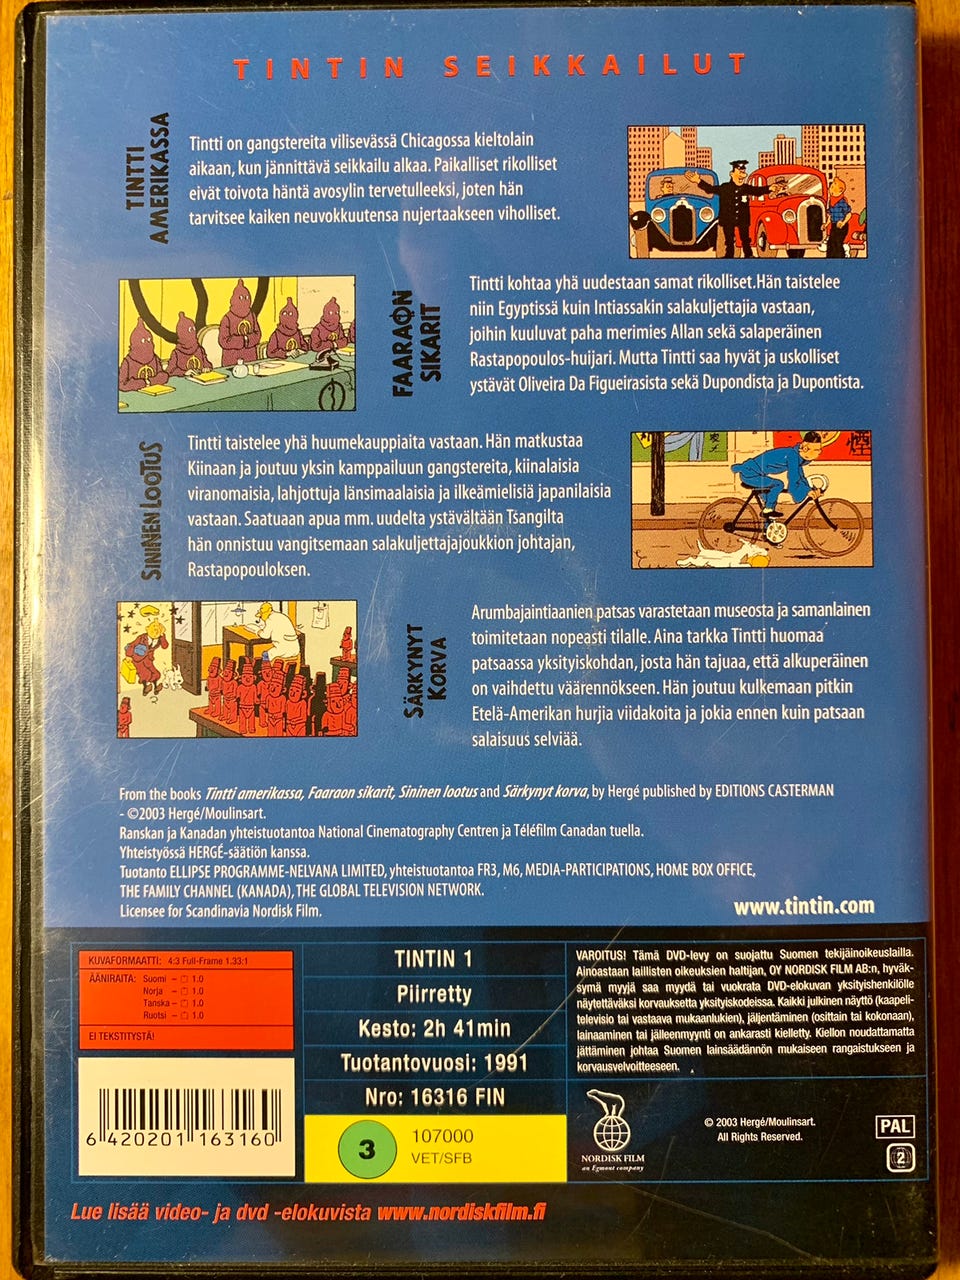 TINTIN SEIKKAILUT
TINTTI
AMERIKASSA
Tintti on gangstereita vilisevässä Chicagossa kieltolain
aikaan, kun jännittävä seikkailu alkaa. Paikalliset rikolliset
eivät toivota häntä avosylin tervetulleeksi, joten hän
tarvitsee kaiken neuvokkuutensa nujertaakseen viholliset.
FAARAON
SIKARIT
Tintti kohtaa yhä uudestaan samat rikolliset.Hän taistelee
niin Egyptissä kuin Intiassakin salakuljettajia vastaan,
joihin kuuluvat paha merimies Allan sekä salaperäinen
Rastapopoulos-huijari. Mutta Tintti saa hyvät ja uskolliset
ystävät Oliveira Da Figueirasista sekä Dupondista ja Dupontista.
SININEN LOOTUS
Tintti taistelee yhä huumekauppiaita vastaan. Hän matkustaa
Kiinaan ja joutuu yksin kamppailuun gangstereita, kiinalaisia
viranomaisia, lahjottuja länsimaalaisia ja ilkeämielisiä japanilaisia
vastaan. Saatuaan apua mm. uudelta ystävältään Tsangilta
hän onnistuu vangitsemaan salakuljettajajoukkion johtajan,
Rastapopouloksen.
SÄRKYNYT
KORVA
Arumbajaintiaanien patsas varastetaan museosta ja samanlainen
toimitetaan nopeasti tilalle. Aina tarkka Tintti huomaa
patsaassa yksityiskohdan, josta hän tajuaa, että alkuperäinen
on vaihdettu väärennökseen. Hän joutuu kulkemaan pitkin
Etelä-Amerikan hurjia viidakoita ja jokia ennen kuin patsaan
salaisuus selviää.
From the books Tintti amerikassa, Faaraon sikarit, Sininen lootus and Särkynyt korva, by Hergé published by EDITIONS CASTERMAN
- ©2003 Hergé/Moulinsart.
Ranskan ja Kanadan yhteistuotantoa National Cinematography Centren ja Téléfilm Canadan tuella.
Yhteistyössä HERGÉ-säätiön kanssa.
Tuotanto ELLIPSE PROGRAMME-NELVANA LIMITED, yhteistuotantoa FR3, M6, MEDIA-PARTICIPATIONS, HOME BOX OFFICE,
THE FAMILY CHANNEL (KANADA), THE GLOBAL TELEVISION NETWORK.
Licensee for Scandinavia Nordisk Film.
www.tintin.com
KUVAFORMAATTI: 4:3 Full-Frame 1.33:1
ÄÄNIRAITA: Suomi – 1.0
Norja – 1.0
Tanska – 1.0
Ruotsi – 1.0
EI TEKSTITYSTÄ!
6 420201 163160
TINTIN 1
Piirretty
Kesto: 2h 41min
Tuotantovuosi: 1991
Nro: 16316 FIN
3
107000
VET/SFB
VAROITUS! Tämä DVD-levy on suojattu Suomen tekijäinoikeuslailla.
Ainoastaan laillisten oikeuksien haltijan, OY NORDISK FILM AB:n, hyväk-
symä myyjä saa myydä tai vuokrata DVD-elokuvan yksityishenkilölle
näytettäväksi korvauksetta yksityiskodeissa. Kaikki julkinen näyttö (kaapeli-
televisio tai vastaava mukaanlukien), jäljentäminen (osittain tai kokonaan),
lainaaminen tai jälleenmyynti on ankarasti kielletty. Kiellon noudattamatta
jättäminen johtaa Suomen lainsäädännön mukaiseen rangaistukseen ja
korvausvelvoitteeseen.
NORDISK FILM
an Egmont company
© 2003 Hergé/Moulinsart.
All Rights Reserved.
PAL
2
Lue lisää video- ja dvd -elokuvista www.nordiskfilm.fi